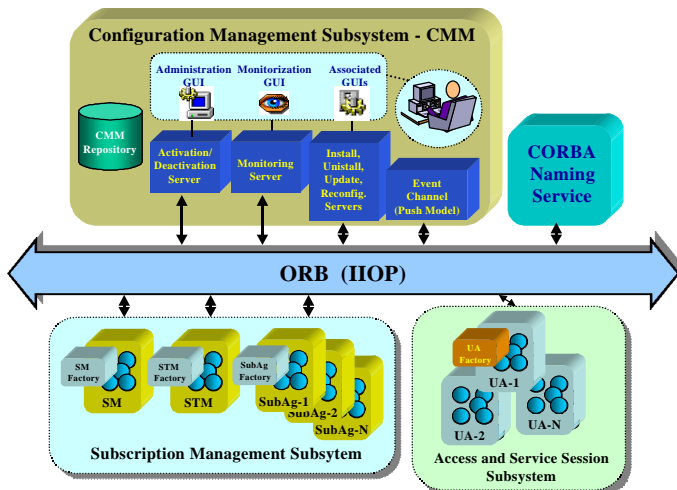 Configuration Management Subsystem - CMM
Administration
GUI
Monitorization
GUI
Associated
GUIs
CMM
Repository
Activation/
Deactivation
Server
Monitoring
Server
Install,
Unistall,
Update,
Reconfig.
Servers
Event
Channel
(Push Model)
CORBA
Naming
Service
ORB (IIOP)
SM
Factory
SM
STM
Factory
STM
SubAg
Factory
SubAg-1
SubAg-2
SubAg-N
Subscription Management Subsytem
UA
Factory
UA-1
UA-2
UA-N
Access and Service Session
Subsystem